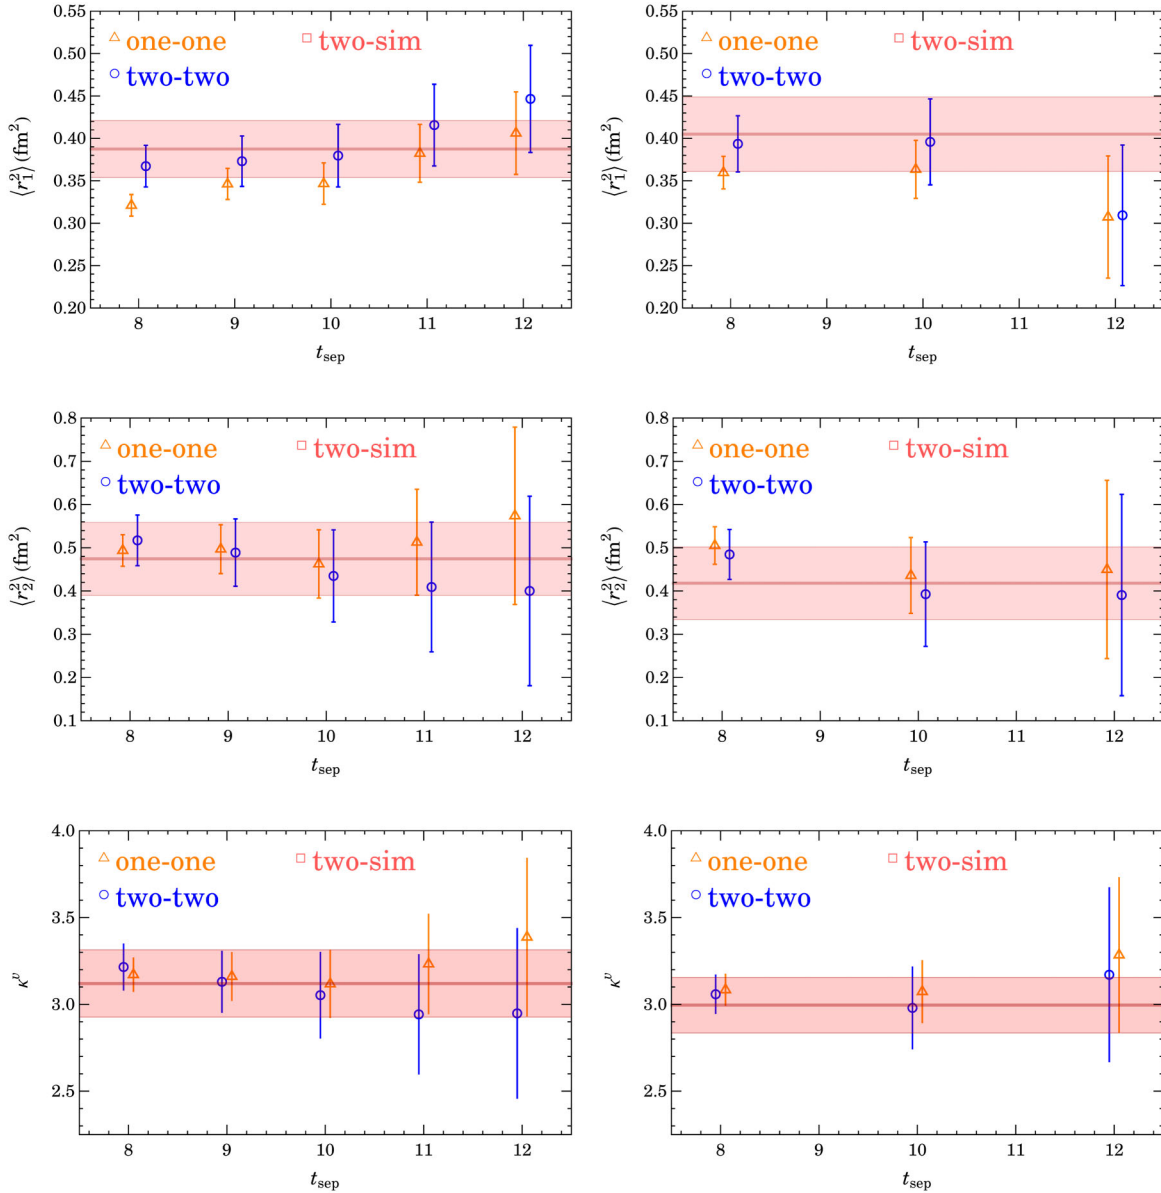 0.55
0.50
0.45
0.40
0.35
0.30
0.25
0.20
⟨r₁²⟩ (fm²)
one-one
two-sim
two-two
8 9 10 11 12
t_sep
0.55
0.50
0.45
0.40
0.35
0.30
0.25
0.20
⟨r₁²⟩ (fm²)
one-one
two-sim
two-two
8 9 10 11 12
t_sep
0.8
0.7
0.6
0.5
0.4
0.3
0.2
0.1
⟨r₂²⟩ (fm²)
one-one
two-sim
two-two
8 9 10 11 12
t_sep
0.8
0.7
0.6
0.5
0.4
0.3
0.2
0.1
⟨r₂²⟩ (fm²)
one-one
two-sim
two-two
8 9 10 11 12
t_sep
4.0
3.5
3.0
2.5
κᵛ
one-one
two-sim
two-two
8 9 10 11 12
t_sep
4.0
3.5
3.0
2.5
κᵛ
one-one
two-sim
two-two
8 9 10 11 12
t_sep